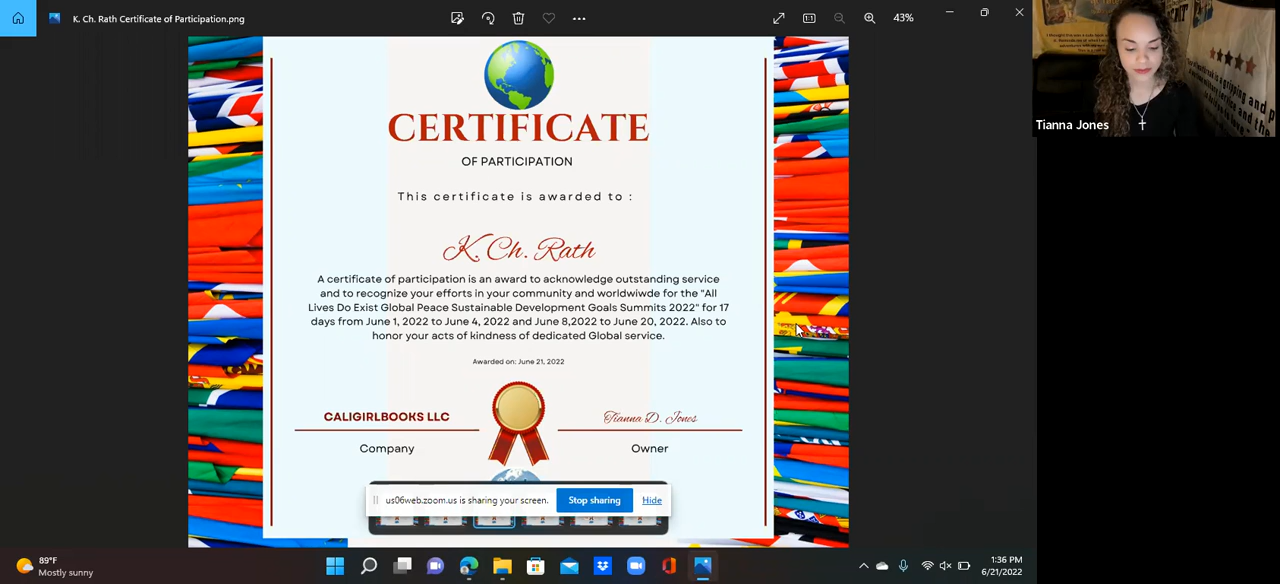 K. Ch. Rath Certificate of Participation.png
43%
Tianna Jones
CERTIFICATE
OF PARTICIPATION
This certificate is awarded to :
K. Ch. Rath
A certificate of participation is an award to acknowledge outstanding service
and to recognize your efforts in your community and worldwiwde for the "All
Lives Do Exist Global Peace Sustainable Development Goals Summits 2022" for 17
days from June 1, 2022 to June 4, 2022 and June 8,2022 to June 20, 2022. Also to
honor your acts of kindness of dedicated Global service.
Awarded on: June 21, 2022
CALIGIRLBOOKS LLC
Tianna D. Jones
Company
Owner
us06web.zoom.us is sharing your screen.
Stop sharing
Hide
89°F
Mostly sunny
1:36 PM
6/21/2022